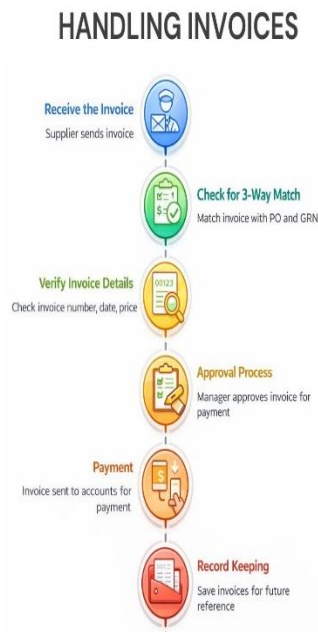 HANDLING INVOICES
Receive the Invoice
Supplier sends invoice
Check for 3-Way Match
Match invoice with PO and GRN
Verify Invoice Details
Check invoice number, date, price
00123
Approval Process
Manager approves invoice for
payment
Payment
Invoice sent to accounts for
payment
Record Keeping
Save invoices for future
reference